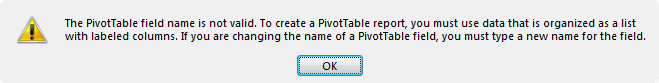 The PivotTable field name is not valid. To create a PivotTable report, you must use data that is organized as a list
with labeled columns. If you are changing the name of a PivotTable field, you must type a new name for the field.
OK